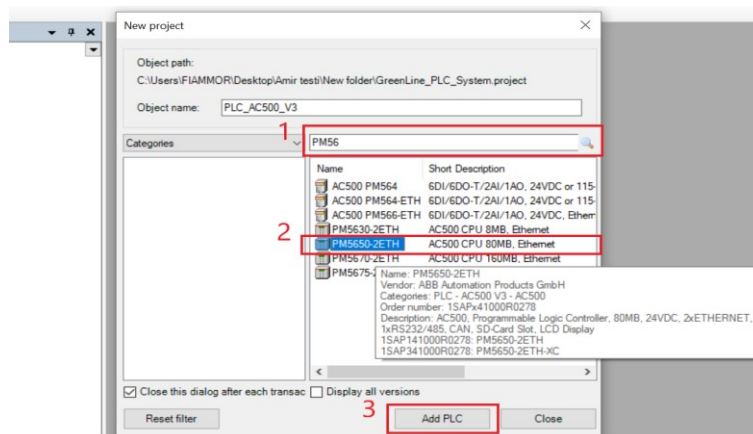 New project
Object path:
C:\Users\FIAMMOR\Desktop\Amir testi\New folder\GreenLine_PLC_System.project
Object name: PLC_AC500_V3
1
Categories PM56
Name Short Description
AC500 PM564 6DI/6DO-T/2AI/1AO, 24VDC or 115-
AC500 PM564-ETH 6DI/6DO-T/2AI/1AO, 24VDC or 115-
AC500 PM566-ETH 6DI/6DO-T/2AI/1AO, 24VDC, Ethern
2
PM5630-2ETH AC500 CPU 8MB, Ethernet
PM5650-2ETH AC500 CPU 80MB, Ethernet
PM5670-2ETH AC500 CPU 160MB, Ethernet
PM5675-2
Name: PM5650-2ETH
Vendor: ABB Automation Products GmbH
Categories: PLC - AC500 V3 - AC500
Order number: 1SAPx41000R0278
Description: AC500, Programmable Logic Controller, 80MB, 24VDC, 2xETHERNET,
1xRS232/485, CAN, SD-Card Slot, LCD Display
1SAP141000R0278: PM5650-2ETH
1SAP341000R0278: PM5650-2ETH-XC
Close this dialog after each transac Display all versions
3
Reset filter Add PLC Close